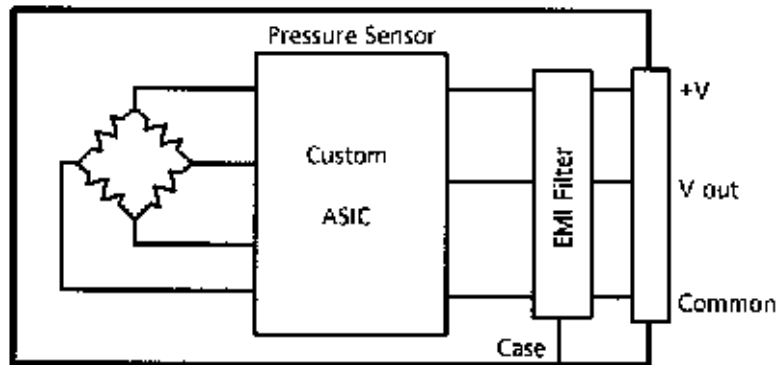 Pressure Sensor
+V
Custom
ASIC
EMI Filter
V out
Common
Case